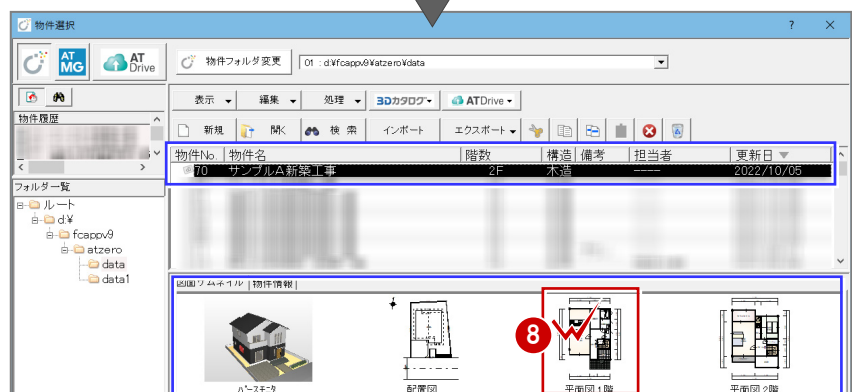 物件選択
? ×
AT MG
AT Drive
物件フォルダ変更
01 : d:¥fcappv9¥atzero¥data
表示 編集 処理 3Dカタログ ATDrive
物件履歴
新規 開く 検索 インポート エクスポート
物件No. 物件名 階数 構造 備考 担当者 更新日
70 サンプルA新築工事 2F 木造 ---- 2022/10/05
フォルダ一覧
ルート
d:¥
fcappv9
atzero
data
data1
図面サムネイル 物件情報
8
パースモニタ 配置図 平面図1階 平面図2階